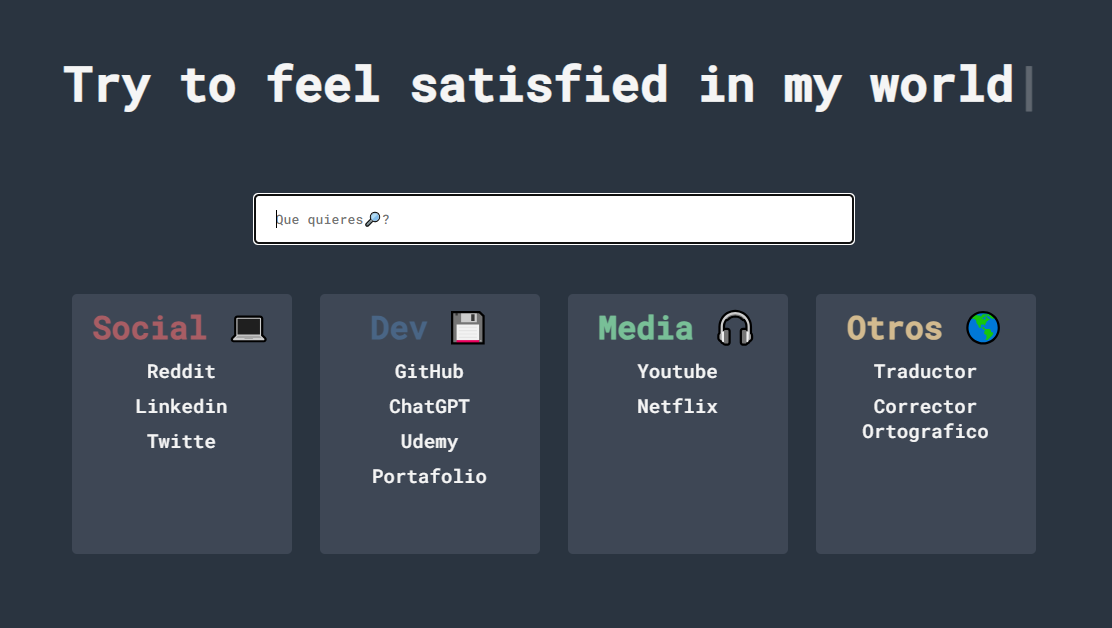 Try to feel satisfied in my world|
Que quieres🔎?
Social 💻
Reddit
Linkedin
Twitte
Dev 💾
GitHub
ChatGPT
Udemy
Portafolio
Media 🎧
Youtube
Netflix
Otros 🌎
Traductor
Corrector
Ortografico